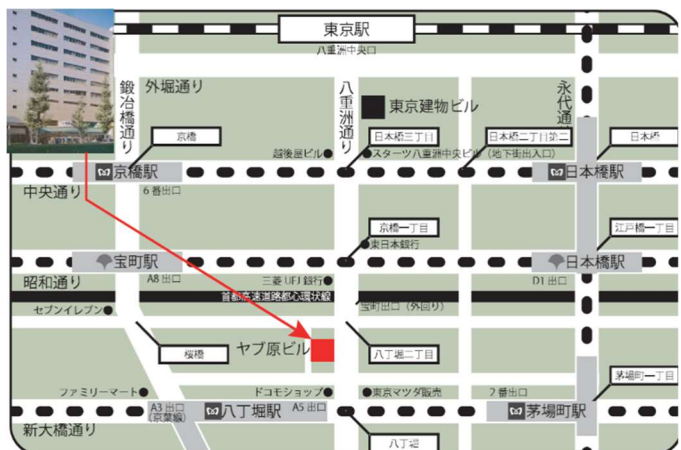 東京駅
八重洲中央口
鍛冶橋通り
外堀通り
八重洲通り
永代通り
東京建物ビル
京橋
日本橋三丁目
日本橋二丁目第二
日本橋
越後屋ビル
スターツ八重洲中央ビル(地下街出入口)
京橋駅
日本橋駅
中央通り
6番出口
京橋一丁目
江戸橋一丁目
東日本銀行
宝町駅
日本橋駅
昭和通り
A8出口
三菱UFJ銀行
D1出口
首都高速道路都心環状線
宝町出口(外回り)
セブンイレブン
桜橋
ヤブ原ビル
八丁堀二丁目
茅場町一丁目
ファミリーマート
ドコモショップ
東京マツダ販売
2番出口
A3出口
(京葉線)
八丁堀駅
A5出口
茅場町駅
新大橋通り
八丁堀